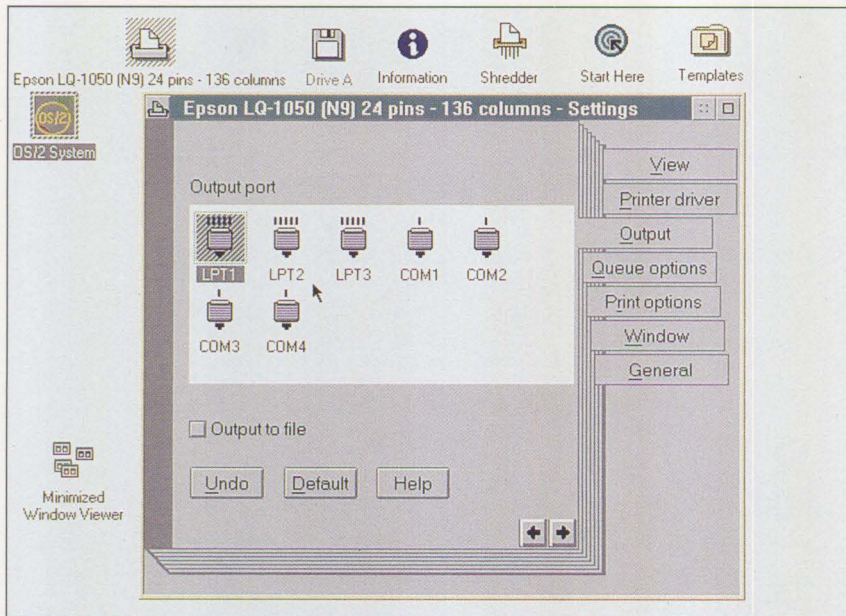 Epson LQ-1050 (N9) 24 pins - 136 columns
Drive A
Information
Shredder
Start Here
Templates
OS/2
OS/2 System
Epson LQ-1050 (N9) 24 pins - 136 columns - Settings
Output port
LPT1
LPT2
LPT3
COM1
COM2
COM3
COM4
Output to file
Undo
Default
Help
View
Printer driver
Output
Queue options
Print options
Window
General
Minimized
Window Viewer